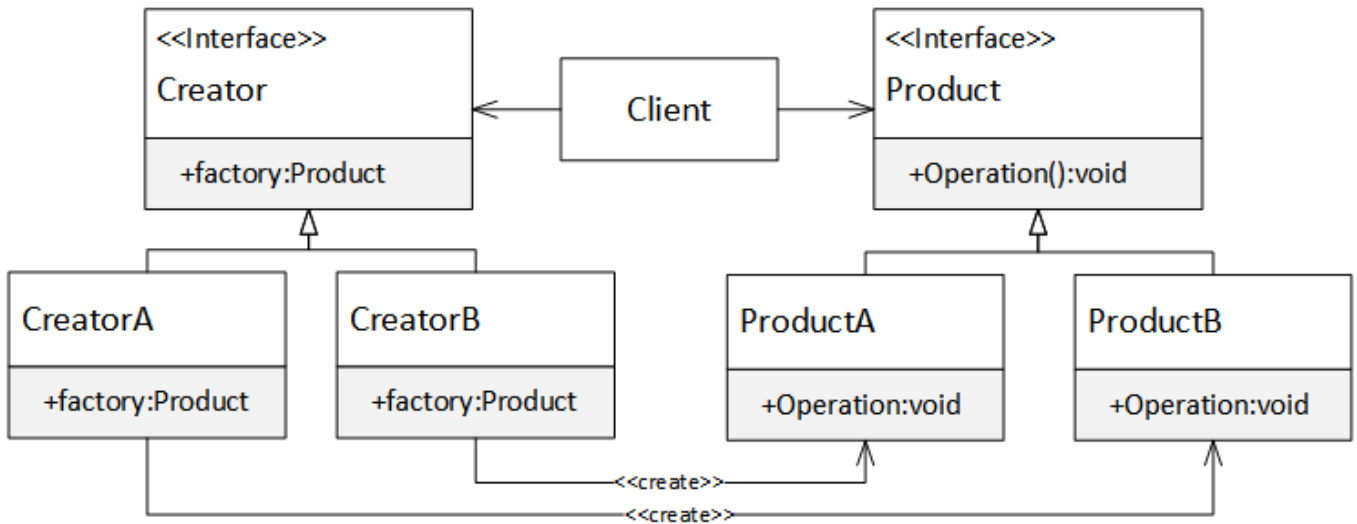 <<Interface>>
Creator
+factory:Product
Client
<<Interface>>
Product
+Operation():void
CreatorA
+factory:Product
CreatorB
+factory:Product
ProductA
+Operation:void
ProductB
+Operation:void
<<create>>
<<create>>